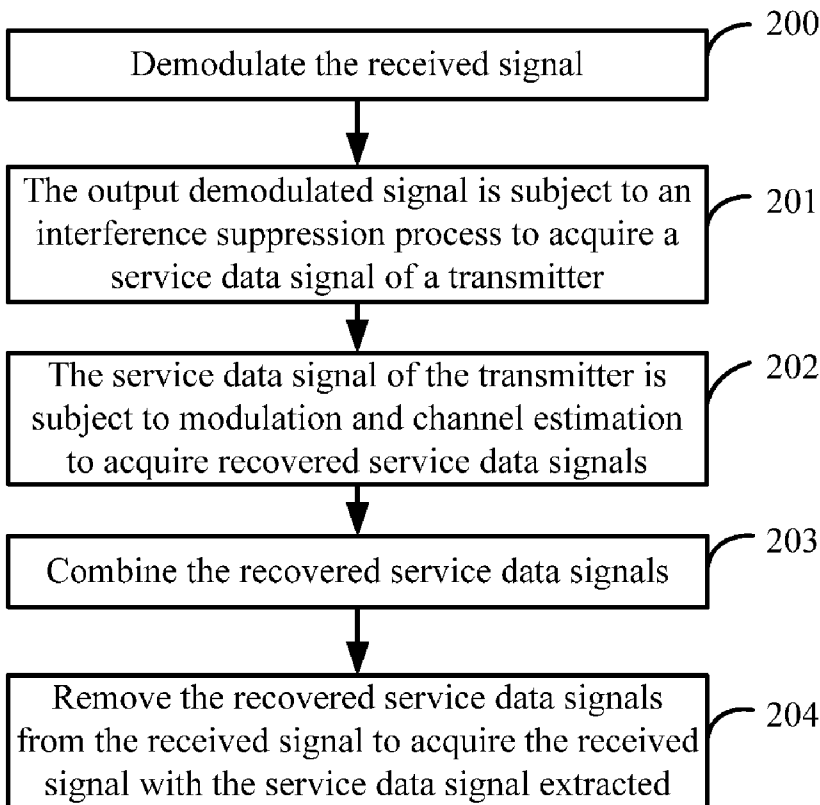 200
Demodulate the received signal
The output demodulated signal is subject to an
interference suppression process to acquire a
service data signal of a transmitter
201
The service data signal of the transmitter is
subject to modulation and channel estimation
to acquire recovered service data signals
202
Combine the recovered service data signals
203
Remove the recovered service data signals
from the received signal to acquire the received
signal with the service data signal extracted
204